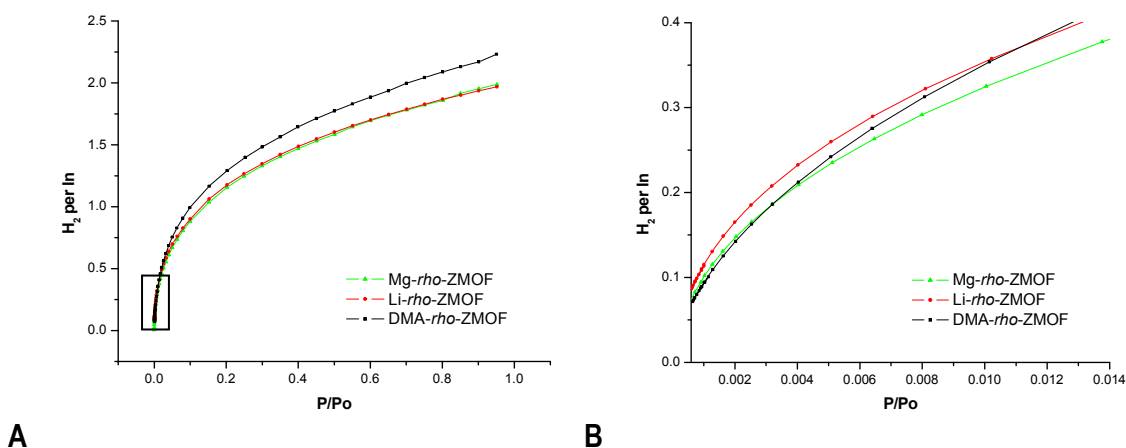 2.5
2.0
1.5
1.0
0.5
0.0
H₂ per In
0.0 0.2 0.4 0.6 0.8 1.0
P/Po
Mg-rho-ZMOF
Li-rho-ZMOF
DMA-rho-ZMOF
A
0.4
0.3
0.2
0.1
0.0
H₂ per In
0.002 0.004 0.006 0.008 0.010 0.012 0.014
P/Po
Mg-rho-ZMOF
Li-rho-ZMOF
DMA-rho-ZMOF
B